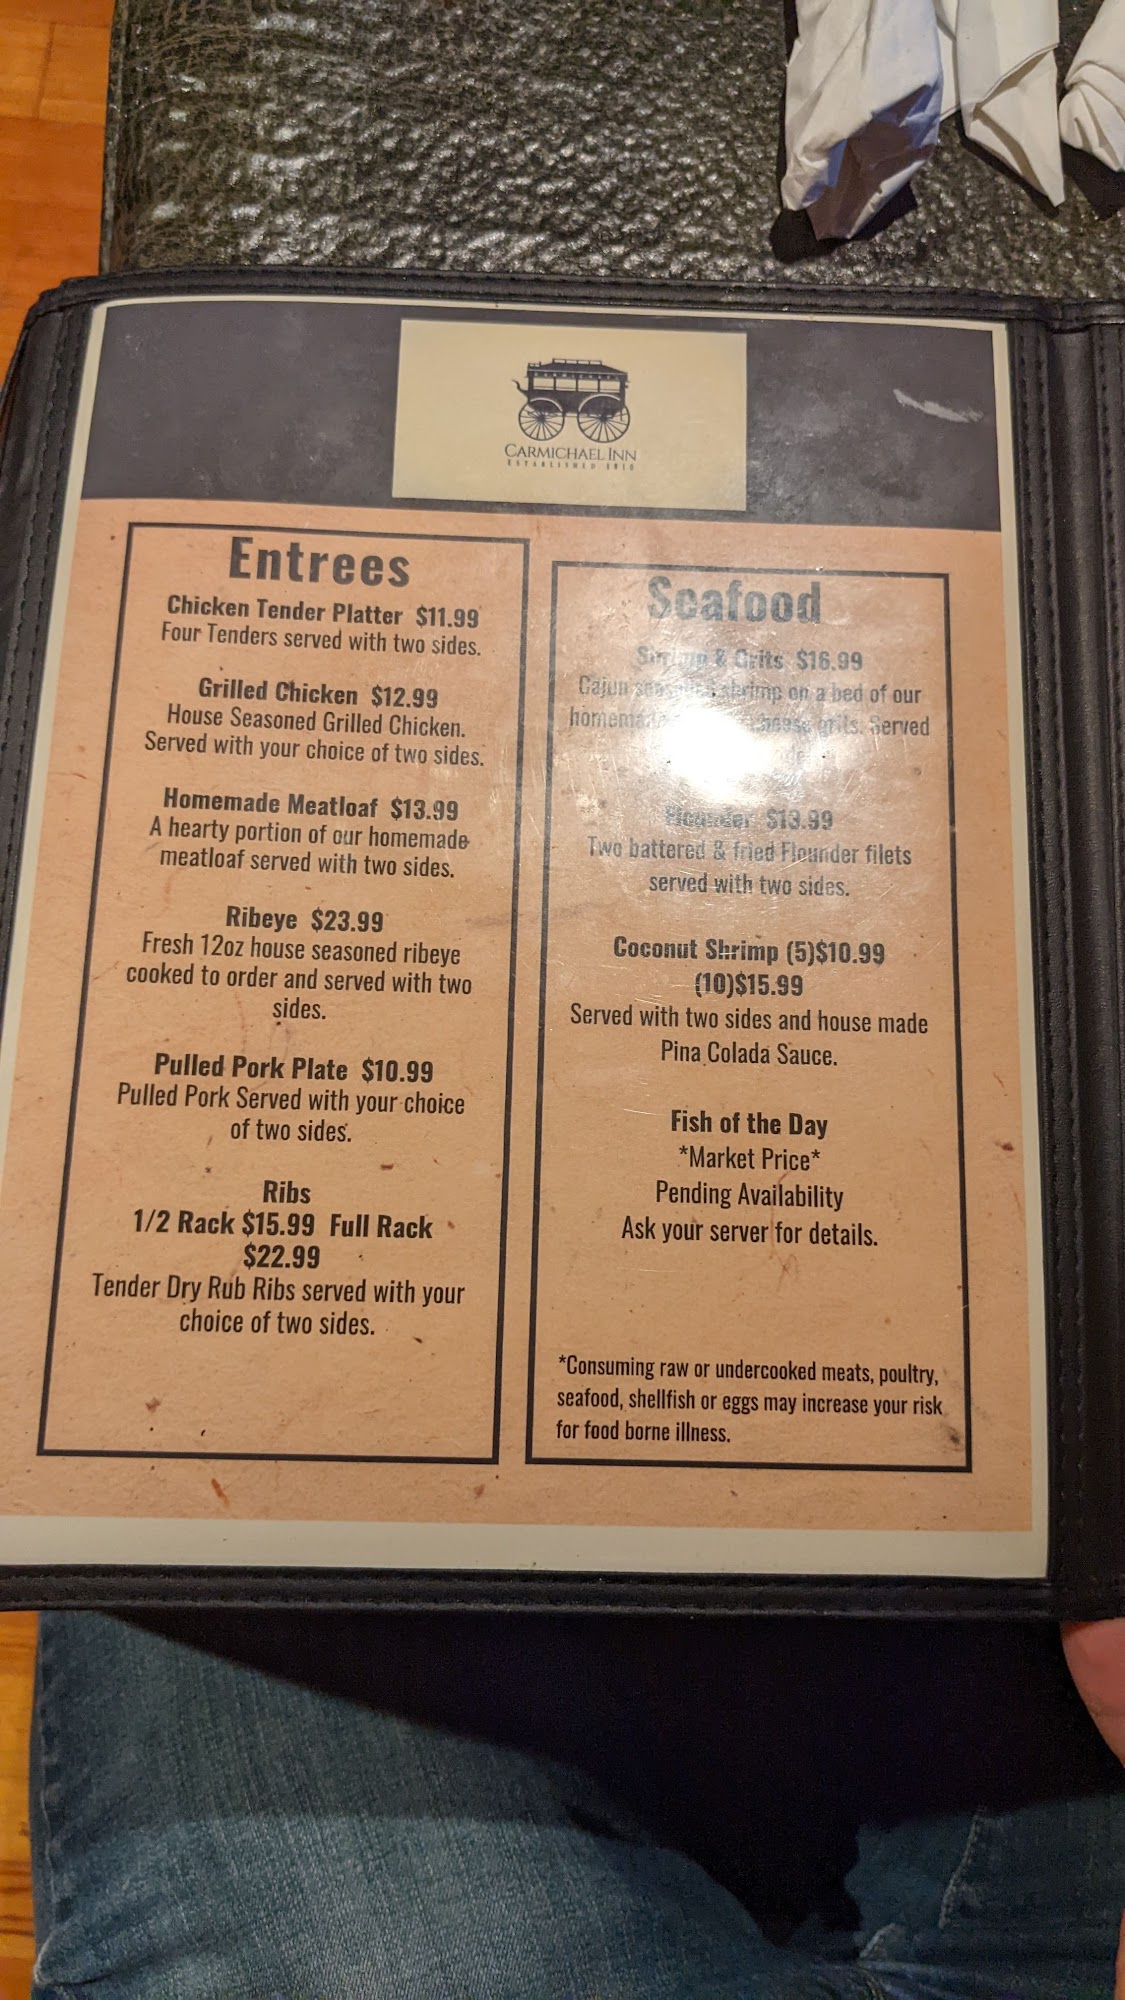 CARMICHAEL INN
ESTABLISHED 1810
Entrees
Chicken Tender Platter $11.99
Four Tenders served with two sides.
Grilled Chicken $12.99
House Seasoned Grilled Chicken.
Served with your choice of two sides.
Homemade Meatloaf $13.99
A hearty portion of our homemade
meatloaf served with two sides.
Ribeye $23.99
Fresh 12oz house seasoned ribeye
cooked to order and served with two
sides.
Pulled Pork Plate $10.99
Pulled Pork Served with your choice
of two sides.
Ribs
1/2 Rack $15.99 Full Rack
$22.99
Tender Dry Rub Ribs served with your
choice of two sides.
Seafood
Shrimp & Grits $16.99
Cajun shrimp on a bed of our
cheese grits. Served
Flounder $13.99
Two battered & fried Flounder filets
served with two sides.
Coconut Shrimp (5)$10.99
(10)$15.99
Served with two sides and house made
Pina Colada Sauce.
Fish of the Day
*Market Price*
Pending Availability
Ask your server for details.
*Consuming raw or undercooked meats, poultry,
seafood, shellfish or eggs may increase your risk
for food borne illness.